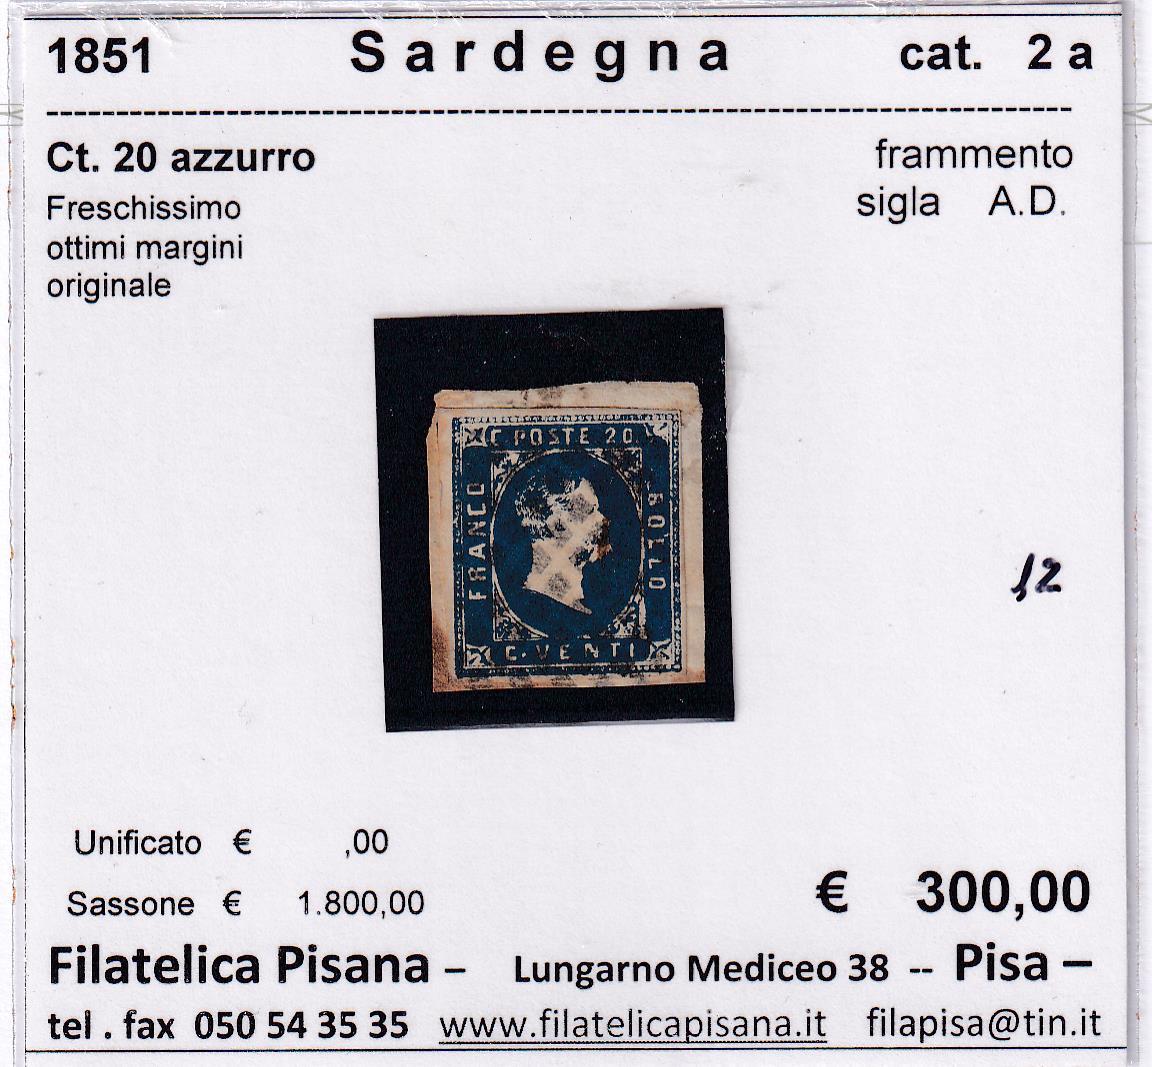 1851 Sardegna cat. 2 a
-----------------------------------------------------------------------------------------
Ct. 20 azzurro
frammento
Freschissimo
sigla A.D.
ottimi margini
originale
C. POSTE 20
FRANCO
BOLLO
C. VENTI
12
Unificato € ,00
Sassone € 1.800,00
€ 300,00
Filatelica Pisana – Lungarno Mediceo 38 -- Pisa –
tel . fax 050 54 35 35 www.filatelicapisana.it filapisa@tin.it